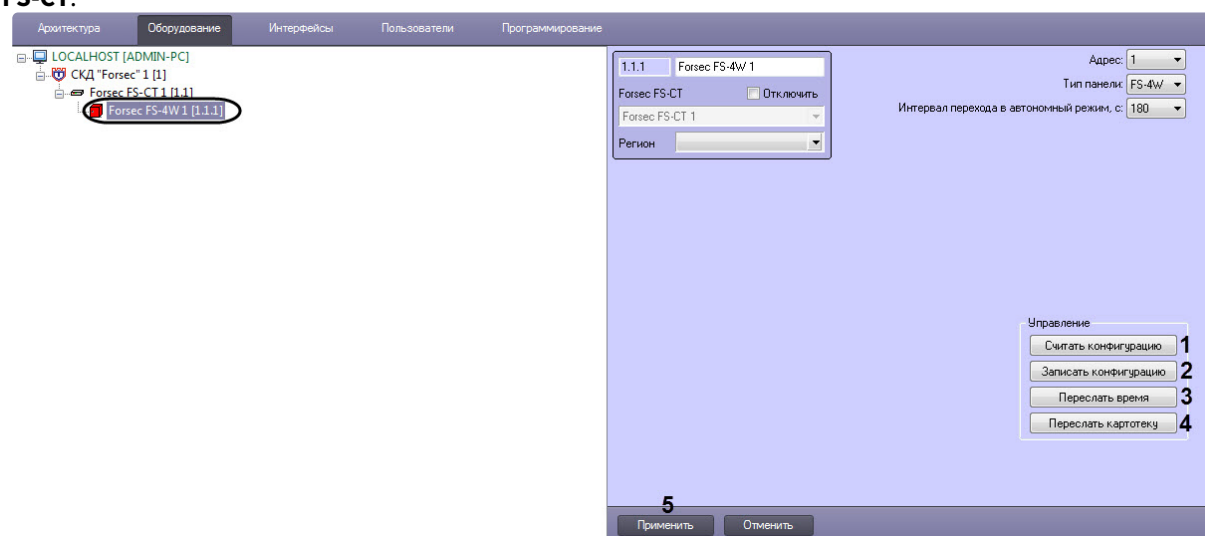 FS-CT.
Архитектура Оборудование Интерфейсы Пользователи Программирование
LOCALHOST [ADMIN-PC]
СКД "Forsec" 1 [1]
Forsec FS-CT 1 [1.1]
Forsec FS-4W 1 [1.1.1]
1.1.1 Forsec FS-4W 1
Forsec FS-CT Отключить
Forsec FS-CT 1
Регион
Адрес: 1
Тип панели: FS-4W
Интервал перехода в автономный режим, с: 180
Управление
Считать конфигурацию 1
Записать конфигурацию 2
Переслать время 3
Переслать картотеку 4
5
Применить Отменить